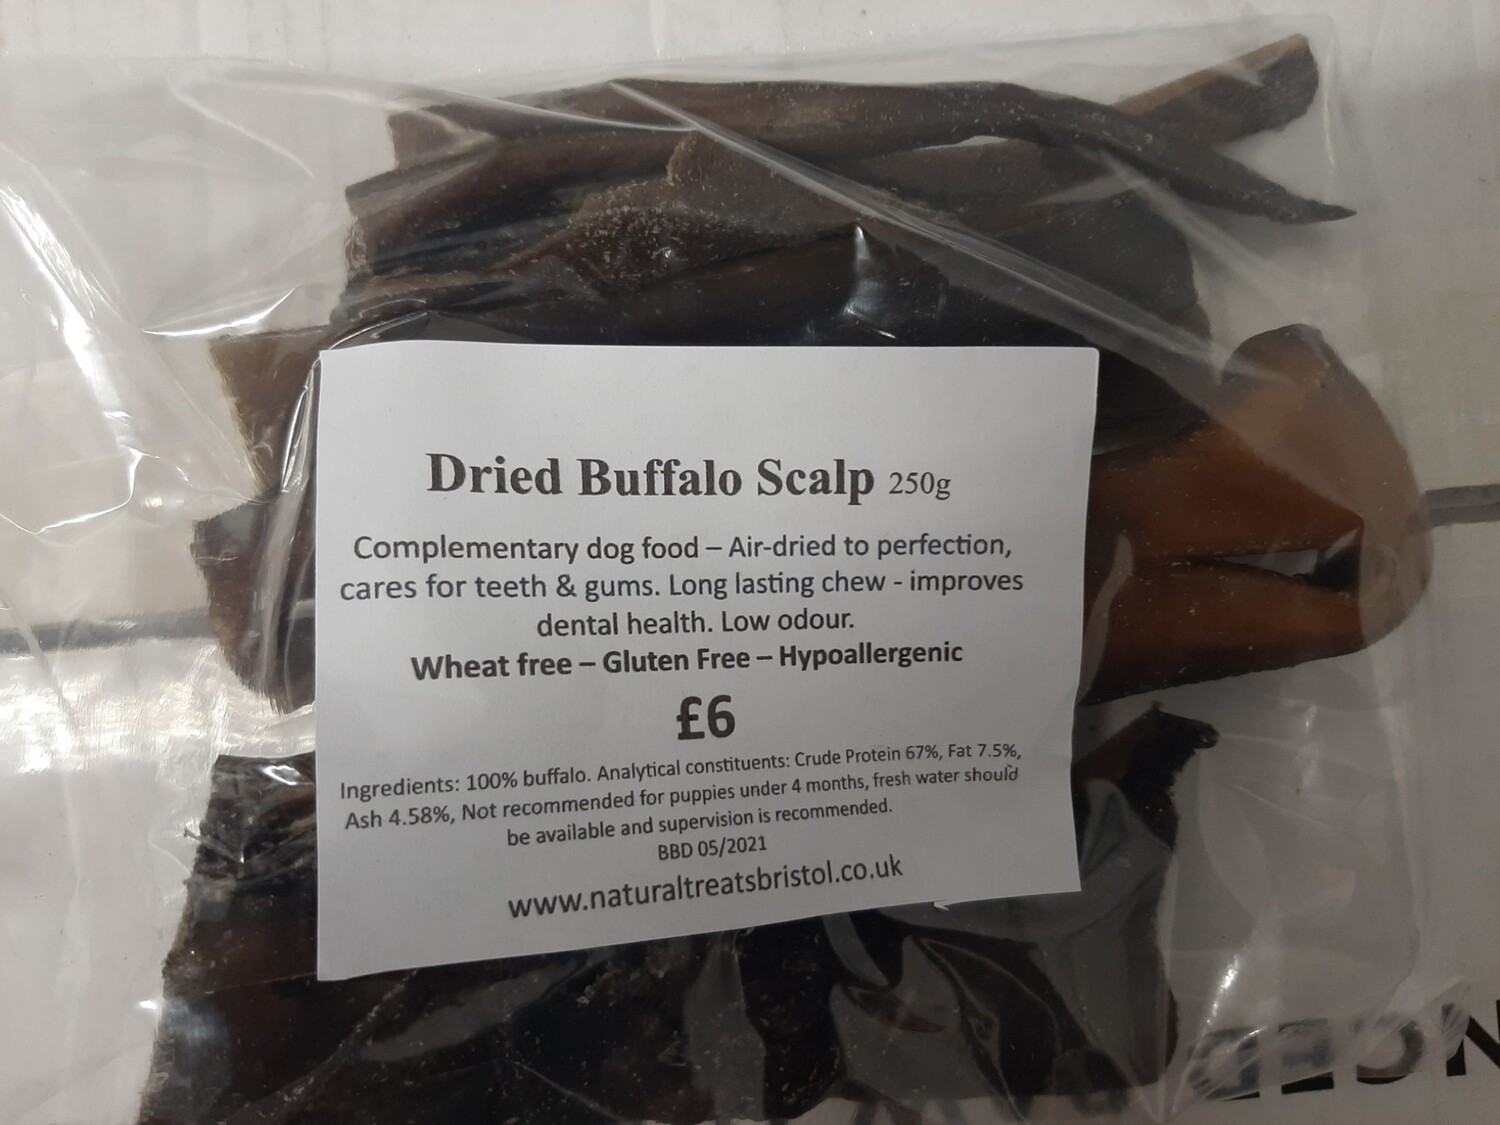 Dried Buffalo Scalp 250g
Complementary dog food – Air-dried to perfection,
cares for teeth & gums. Long lasting chew - improves
dental health. Low odour.
Wheat free – Gluten Free – Hypoallergenic
£6
Ingredients: 100% buffalo. Analytical constituents: Crude Protein 67%, Fat 7.5%,
Ash 4.58%, Not recommended for puppies under 4 months, fresh water should
be available and supervision is recommended.
BBD 05/2021
www.naturaltreatsbristol.co.uk